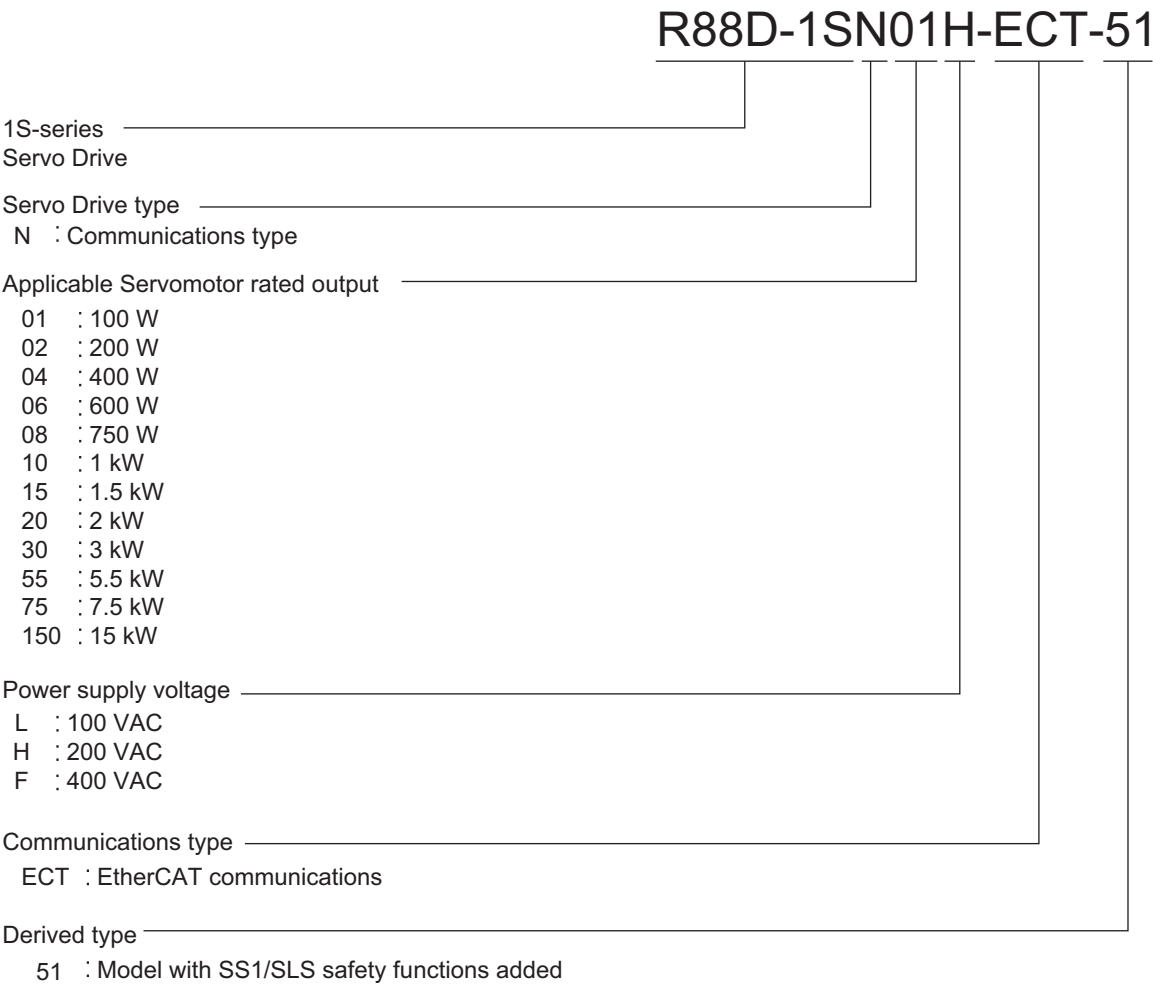 R88D-1SN01H-ECT-51
1S-series
Servo Drive
Servo Drive type
N : Communications type
Applicable Servomotor rated output
01 : 100 W
02 : 200 W
04 : 400 W
06 : 600 W
08 : 750 W
10 : 1 kW
15 : 1.5 kW
20 : 2 kW
30 : 3 kW
55 : 5.5 kW
75 : 7.5 kW
150 : 15 kW
Power supply voltage
L : 100 VAC
H : 200 VAC
F : 400 VAC
Communications type
ECT : EtherCAT communications
Derived type
51 : Model with SS1/SLS safety functions added